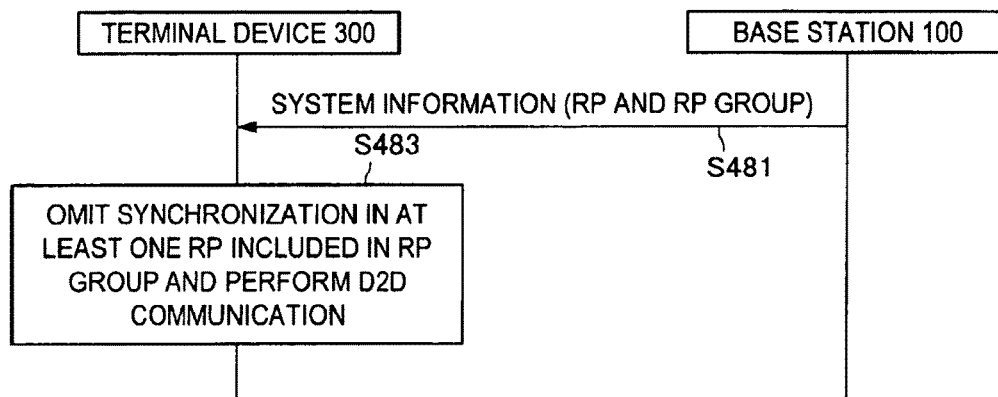 TERMINAL DEVICE 300
BASE STATION 100
SYSTEM INFORMATION (RP AND RP GROUP)
S483
S481
OMIT SYNCHRONIZATION IN AT
LEAST ONE RP INCLUDED IN RP
GROUP AND PERFORM D2D
COMMUNICATION